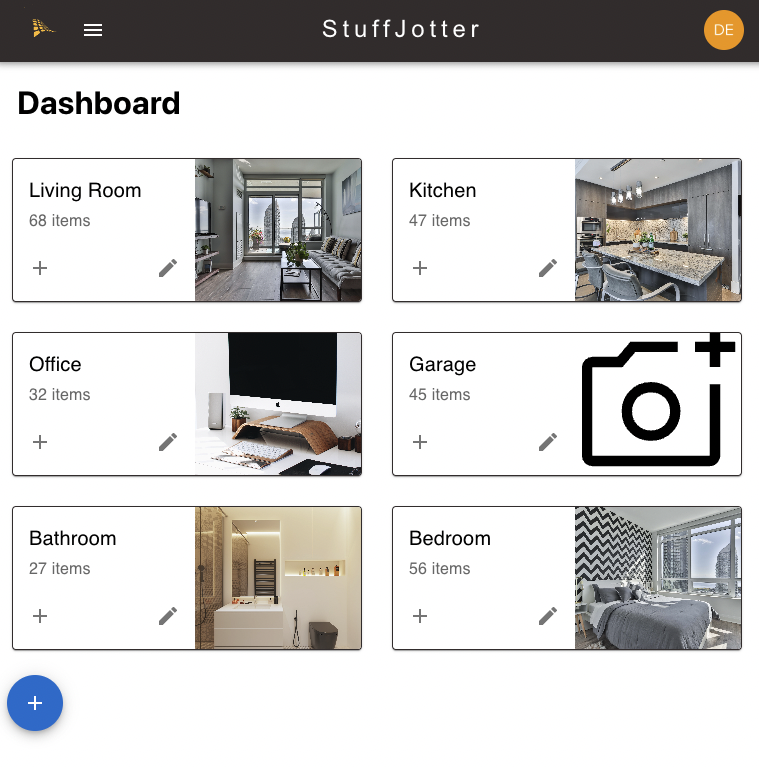 StuffJotter
DE
Dashboard
Living Room
68 items
Kitchen
47 items
Office
32 items
Garage
45 items
Bathroom
27 items
Bedroom
56 items